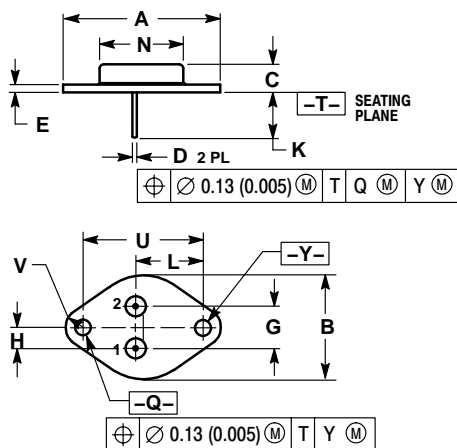 A
N
C
E
–T– SEATING
PLANE
K
D 2 PL
⌖ ∅ 0.13 (0.005) Ⓜ T Q Ⓜ Y Ⓜ
U
V
L
–Y–
2
H
G
B
1
–Q–
⌖ ∅ 0.13 (0.005) Ⓜ T Y Ⓜ